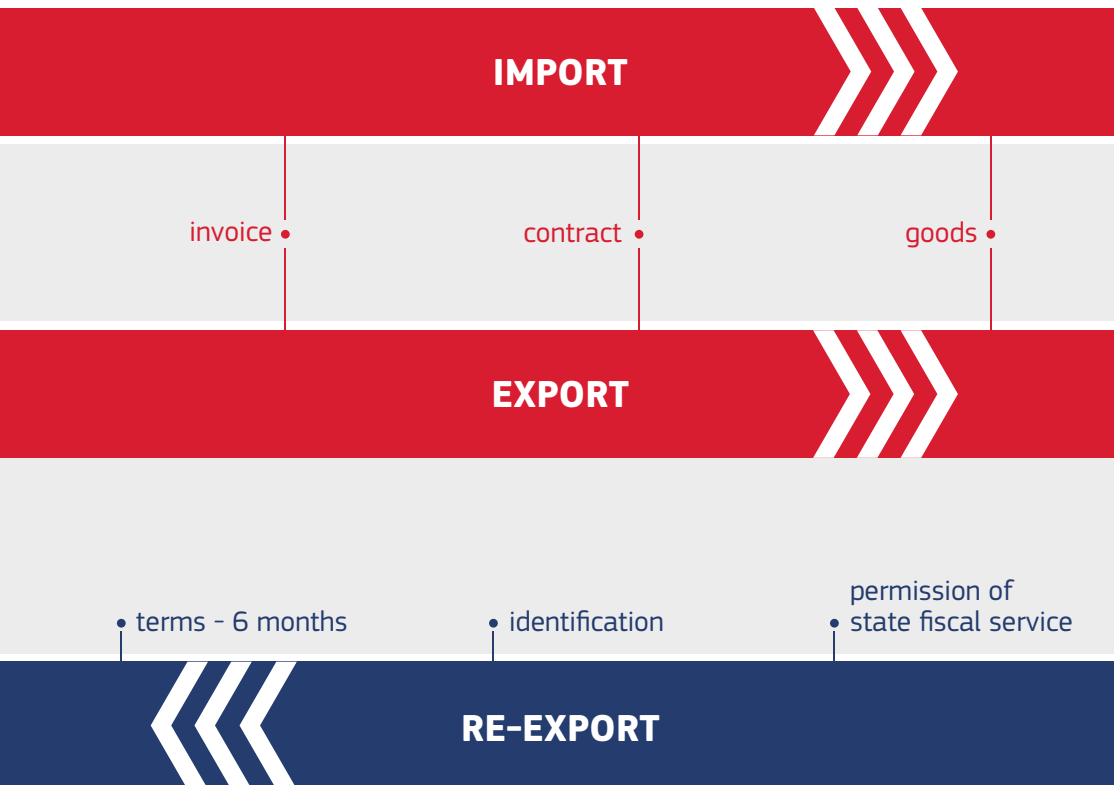 IMPORT
invoice
contract
goods
EXPORT
terms - 6 months
identification
permission of
state fiscal service
RE-EXPORT